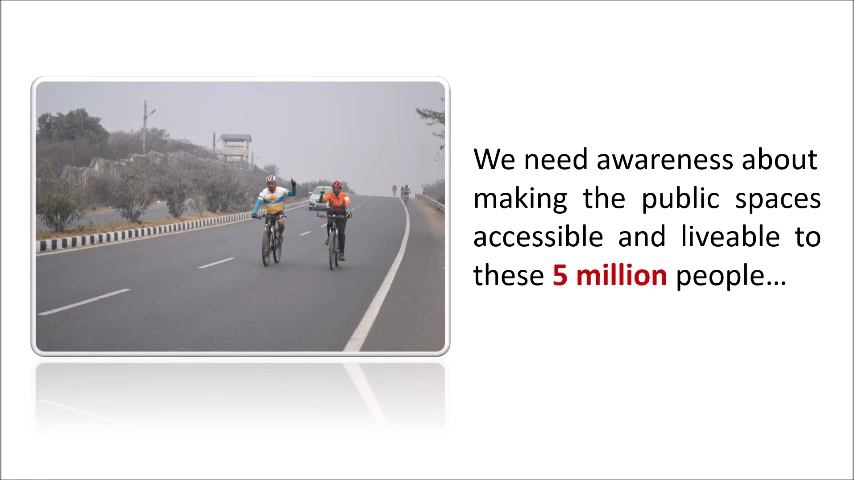 We need awareness about
making the public spaces
accessible and liveable to
these 5 million people...